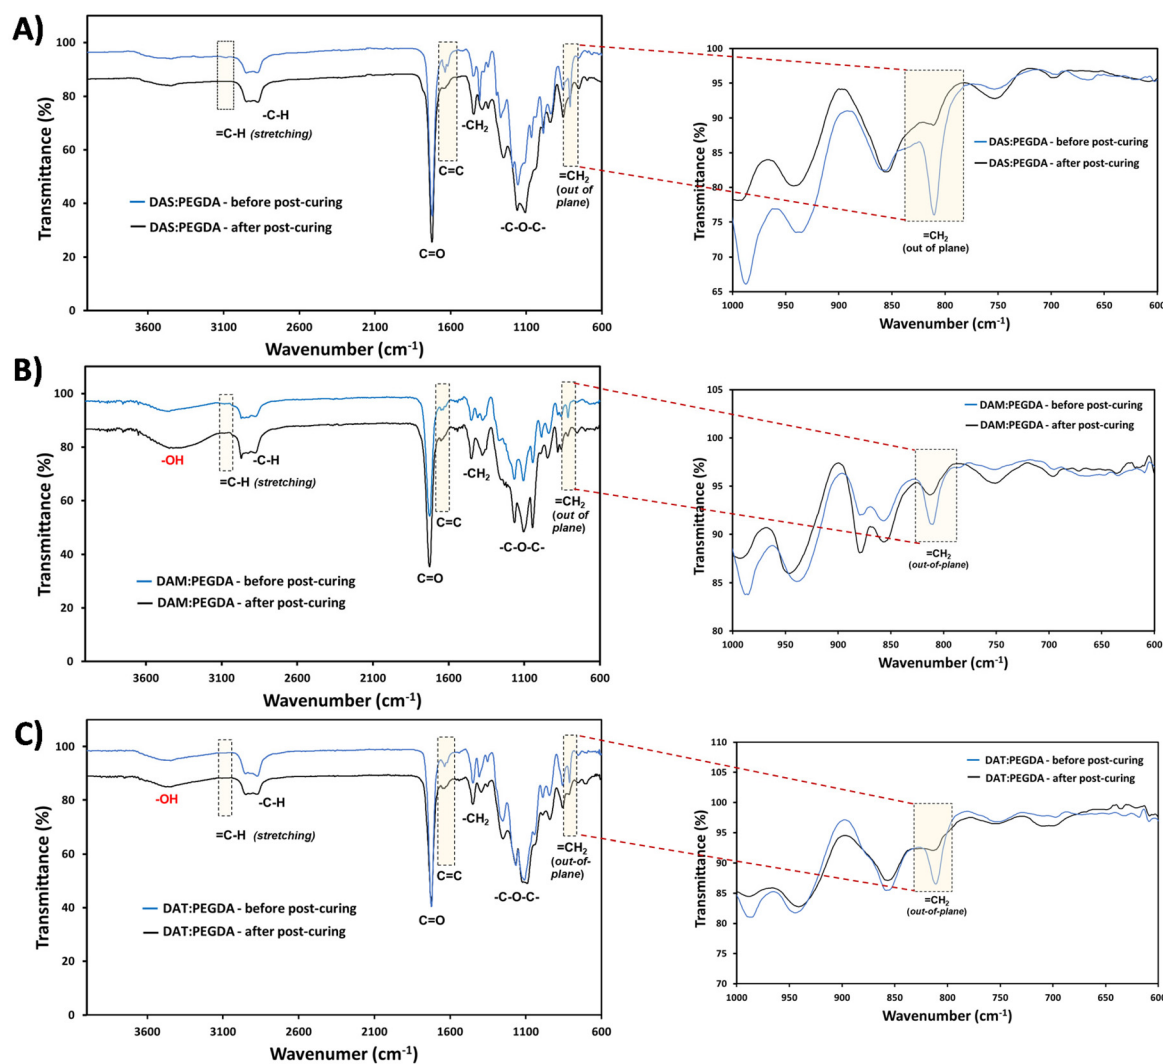 A)
100
80
60
40
20
0
Transmittance (%)
=C-H (stretching)
-C-H
-CH2
C=C
=CH2
(out of
plane)
-C-O-C-
C=O
DAS:PEGDA - before post-curing
DAS:PEGDA - after post-curing
3600
3100
2600
2100
1600
1100
600
Wavenumber (cm-1)
100
95
90
85
80
75
70
65
Transmittance (%)
DAS:PEGDA - before post-curing
DAS:PEGDA - after post-curing
=CH2
(out of plane)
1000
950
900
850
800
750
700
650
600
Wavenumber (cm-1)
B)
100
80
60
40
20
0
Transmittance (%)
-OH
=C-H (stretching)
-C-H
-CH2
C=C
=CH2
(out of
plane)
-C-O-C-
C=O
DAM:PEGDA - before post-curing
DAM:PEGDA - after post-curing
3600
3100
2600
2100
1600
1100
600
Wavenumber (cm-1)
105
100
95
90
85
80
Transmittance (%)
DAM:PEGDA - before post-curing
DAM:PEGDA - after post-curing
=CH2
(out-of-plane)
1000
950
900
850
800
750
700
650
600
Wavenumber (cm-1)
C)
100
80
60
40
20
0
Transmittance (%)
-OH
=C-H (stretching)
-C-H
-CH2
C=C
=CH2
(out-of-
plane)
-C-O-C-
C=O
DAT:PEGDA - before post-curing
DAT:PEGDA - after post-curing
3600
3100
2600
2100
1600
1100
600
Wavenumer (cm-1)
110
105
100
95
90
85
80
75
70
Transmittance (%)
DAT:PEGDA - before post-curing
DAT:PEGDA - after post-curing
=CH2
(out-of-plane)
1000
950
900
850
800
750
700
650
600
Wavenumber (cm-1)